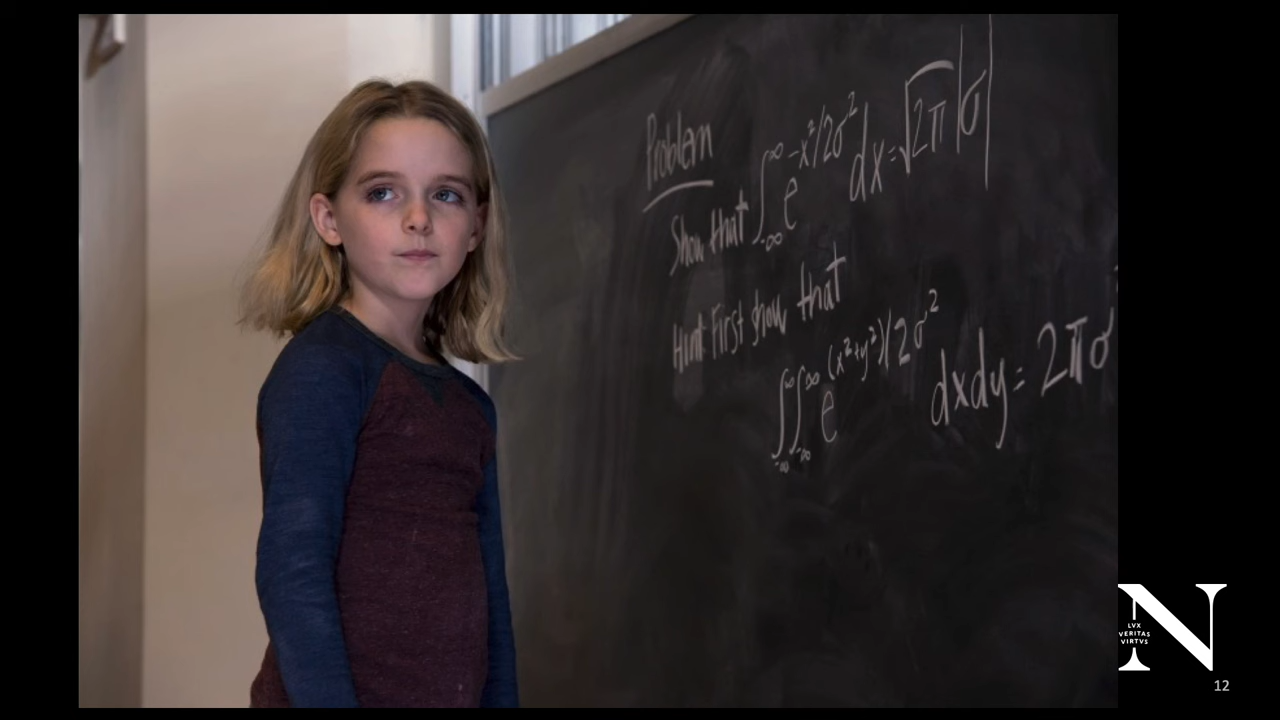 Problem
Show that ∫_{-∞}^{∞} e^{-x²/2σ²} dx = √2π |σ|
Hint: First show that
∫_{-∞}^{∞}∫_{-∞}^{∞} e^{(x²+y²)/2σ²} dxdy = 2πσ
N
LVX
VERITAS
VIRTVS
12